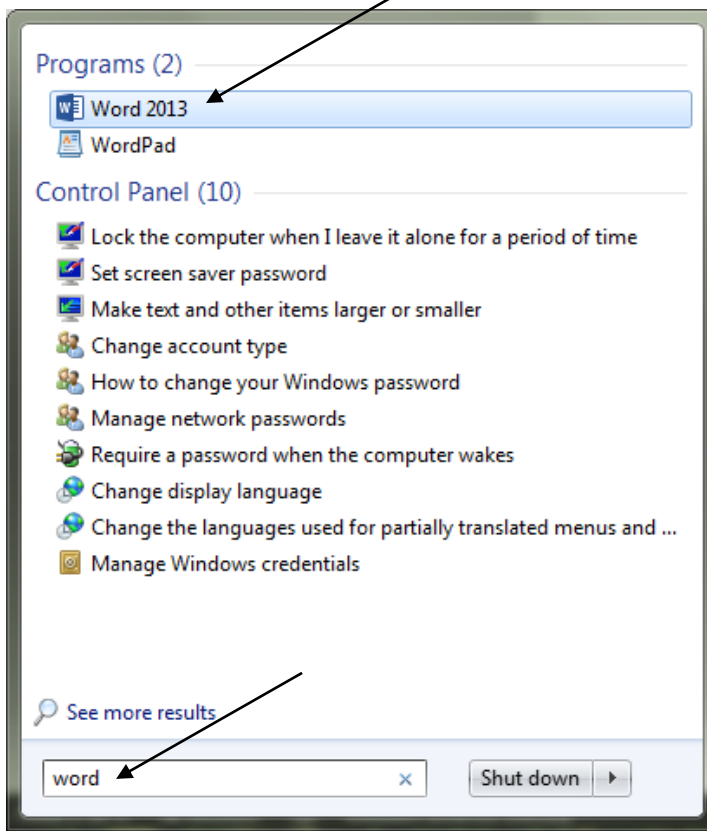 Programs (2)
Word 2013
WordPad
Control Panel (10)
Lock the computer when I leave it alone for a period of time
Set screen saver password
Make text and other items larger or smaller
Change account type
How to change your Windows password
Manage network passwords
Require a password when the computer wakes
Change display language
Change the languages used for partially translated menus and ...
Manage Windows credentials
See more results
word Shut down